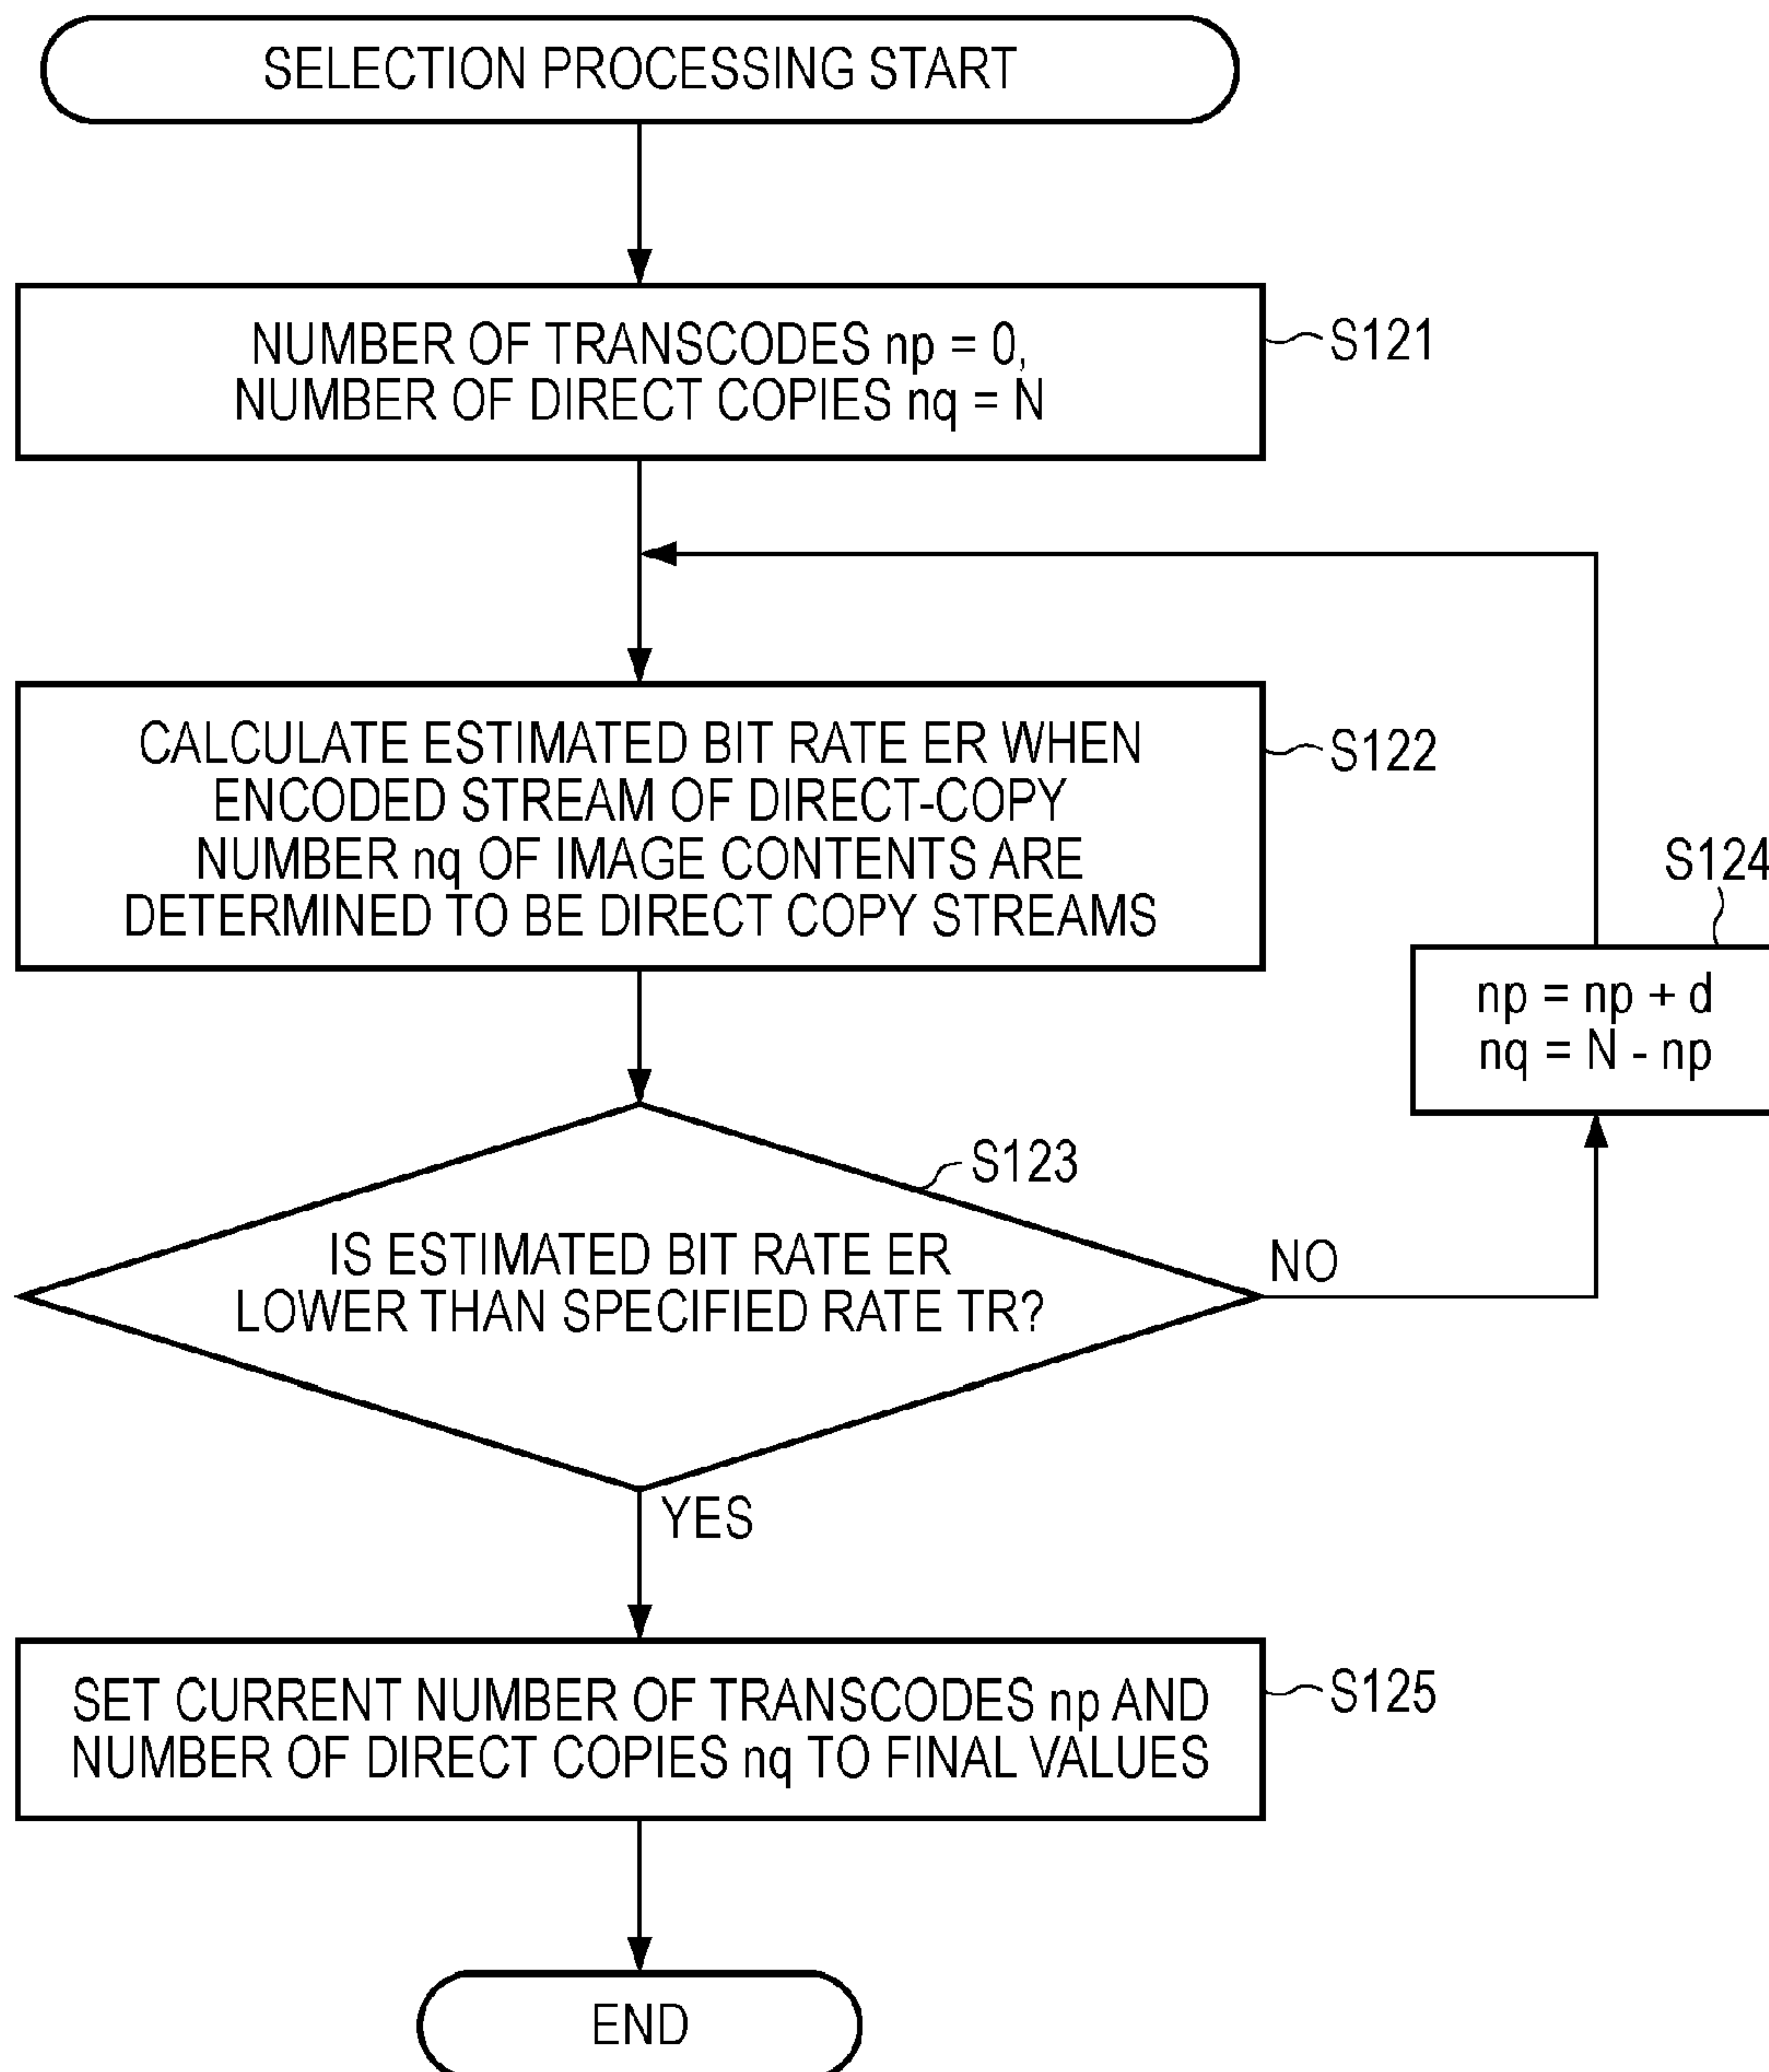 SELECTION PROCESSING START
NUMBER OF TRANSCODES np = 0,
NUMBER OF DIRECT COPIES nq = N
S121
CALCULATE ESTIMATED BIT RATE ER WHEN
ENCODED STREAM OF DIRECT-COPY
NUMBER nq OF IMAGE CONTENTS ARE
DETERMINED TO BE DIRECT COPY STREAMS
S122
S124
np = np + d
nq = N - np
S123
IS ESTIMATED BIT RATE ER
LOWER THAN SPECIFIED RATE TR?
NO
YES
SET CURRENT NUMBER OF TRANSCODES np AND
NUMBER OF DIRECT COPIES nq TO FINAL VALUES
S125
END